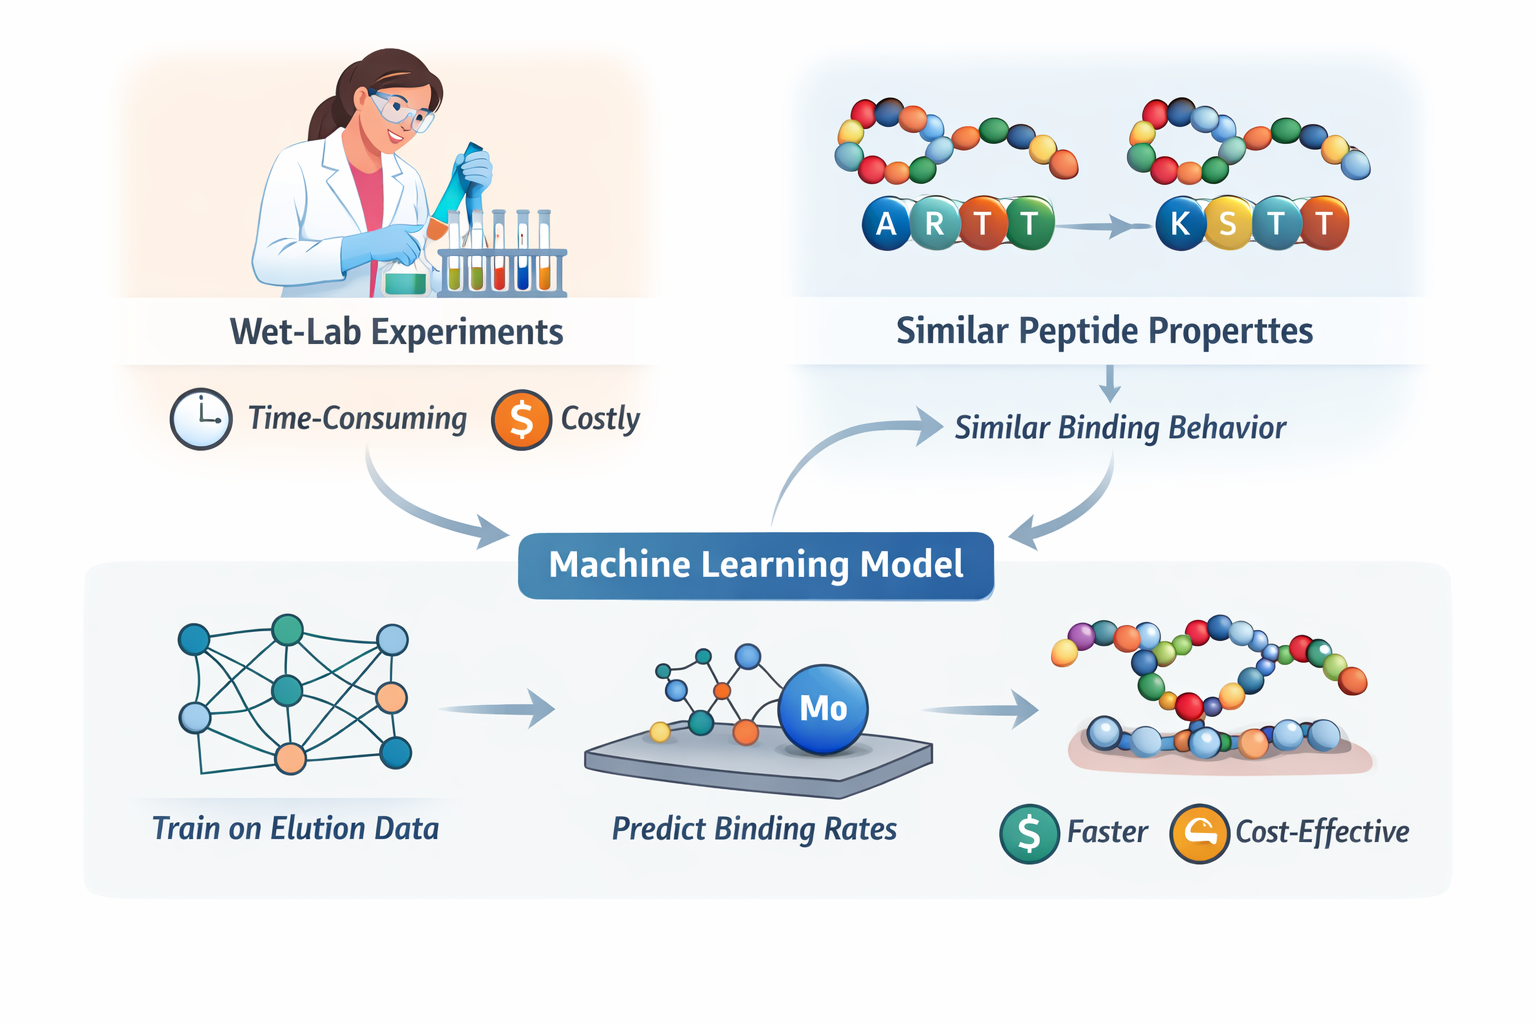 A R T T
K S T T
Wet-Lab Experiments
Similar Peptide Properttes
Time-Consuming
$ Costly
Similar Binding Behavior
Machine Learning Model
Mo
Train on Elution Data
Predict Binding Rates
$ Faster
Cost-Effective